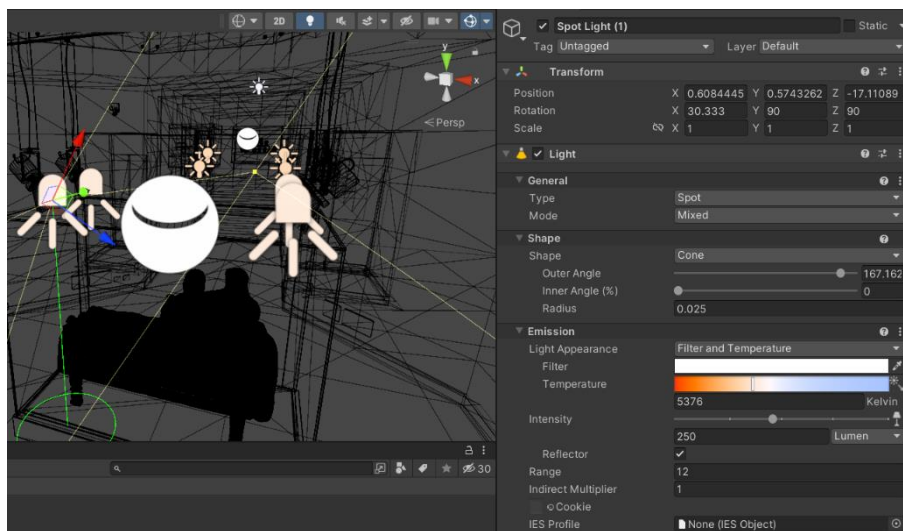 2D
y
x
Persp
30
Spot Light (1)
Static
Tag Untagged Layer Default
Transform
Position X 0.6084445 Y 0.5743262 Z -17.11089
Rotation X 30.333 Y 90 Z 90
Scale X 1 Y 1 Z 1
Light
General
Type Spot
Mode Mixed
Shape
Shape Cone
Outer Angle 167.162
Inner Angle (%) 0
Radius 0.025
Emission
Light Appearance Filter and Temperature
Filter
Temperature
5376 Kelvin
Intensity
250 Lumen
Reflector
Range 12
Indirect Multiplier 1
Cookie
IES Profile None (IES Object)